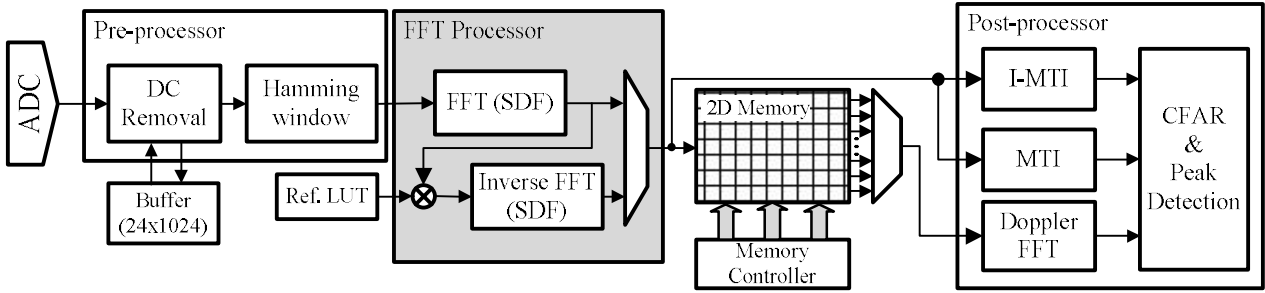 ADC
Pre-processor
DC
Removal
Hamming
window
Buffer
(24x1024)
FFT Processor
FFT (SDF)
Ref. LUT
Inverse FFT
(SDF)
2D Memory
Memory
Controller
Post-processor
I-MTI
MTI
Doppler
FFT
CFAR
&
Peak
Detection